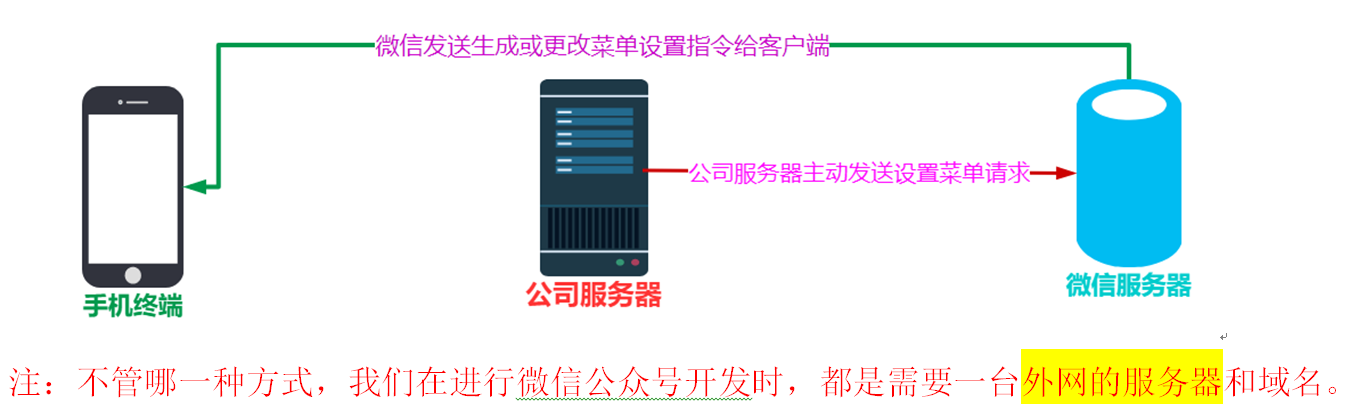 微信发送生成或更改菜单设置指令给客户端
公司服务器主动发送设置菜单请求
手机终端
公司服务器
微信服务器
注：不管哪一种方式，我们在进行微信公众号开发时，都是需要一台外网的服务器和域名。